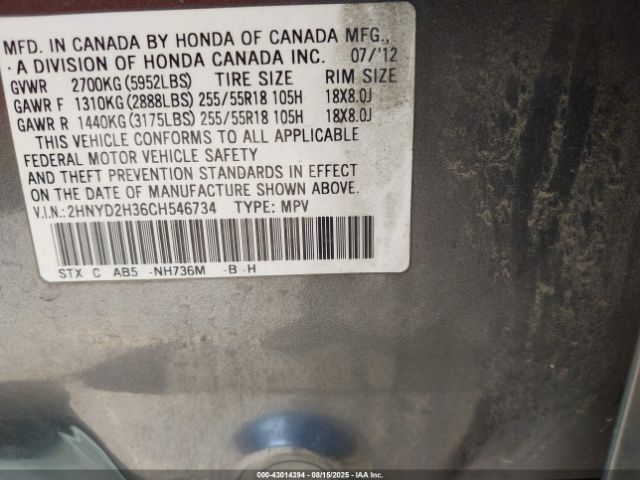 MFD. IN CANADA BY HONDA OF CANADA MFG.,
· A DIVISION OF HONDA CANADA INC. 07/'12
GVWR 2700KG(5952LBS) TIRE SIZE RIM SIZE
GAWR F 1310KG(2888LBS) 255/55R18 105H 18X8.0J
GAWR R 1440KG(3175LBS) 255/55R18 105H 18X8.0J
THIS VEHICLE CONFORMS TO ALL APPLICABLE
FEDERAL MOTOR VEHICLE SAFETY
AND THEFT PREVENTION STANDARDS IN EFFECT
ON THE DATE OF MANUFACTURE SHOWN ABOVE.
V.I.N.: 2HNYD2H36CH546734 TYPE: MPV
STX C AB5 -NH736M -B -H
000-43014394 - 08/15/2025 - IAA Inc.